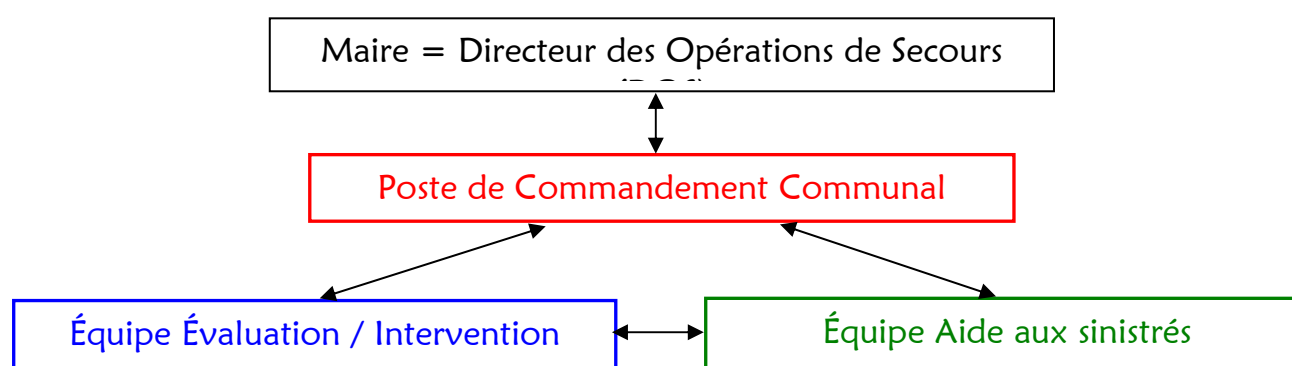 Maire = Directeur des Opérations de Secours
Poste de Commandement Communal
Équipe Évaluation / Intervention
Équipe Aide aux sinistrés